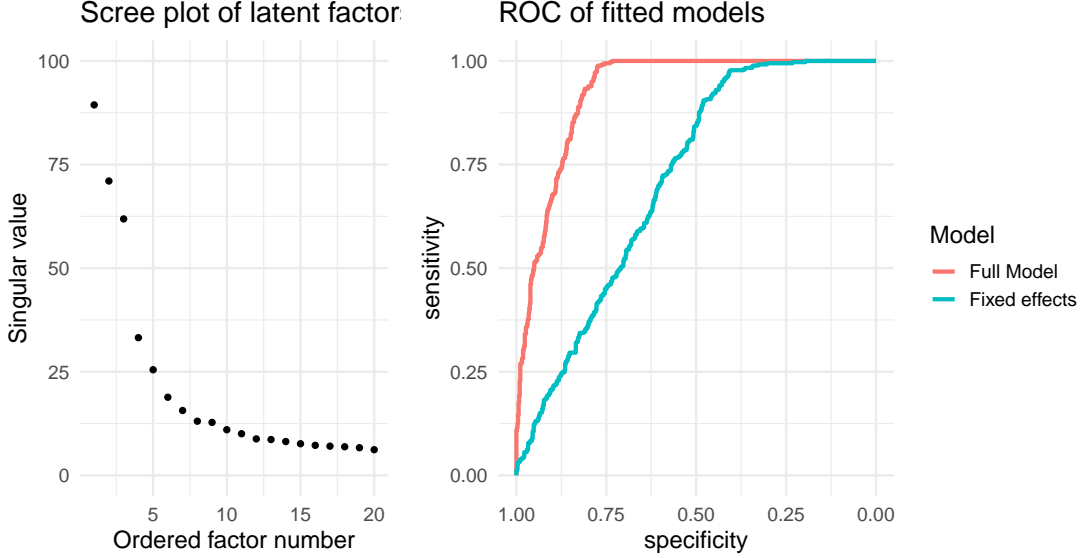 Scree plot of latent factor
100
75
50
25
0
Singular value
5
10
15
20
Ordered factor number
ROC of fitted models
1.00
0.75
0.50
0.25
0.00
sensitivity
1.00
0.75
0.50
0.25
0.00
specificity
Model
Full Model
Fixed effects